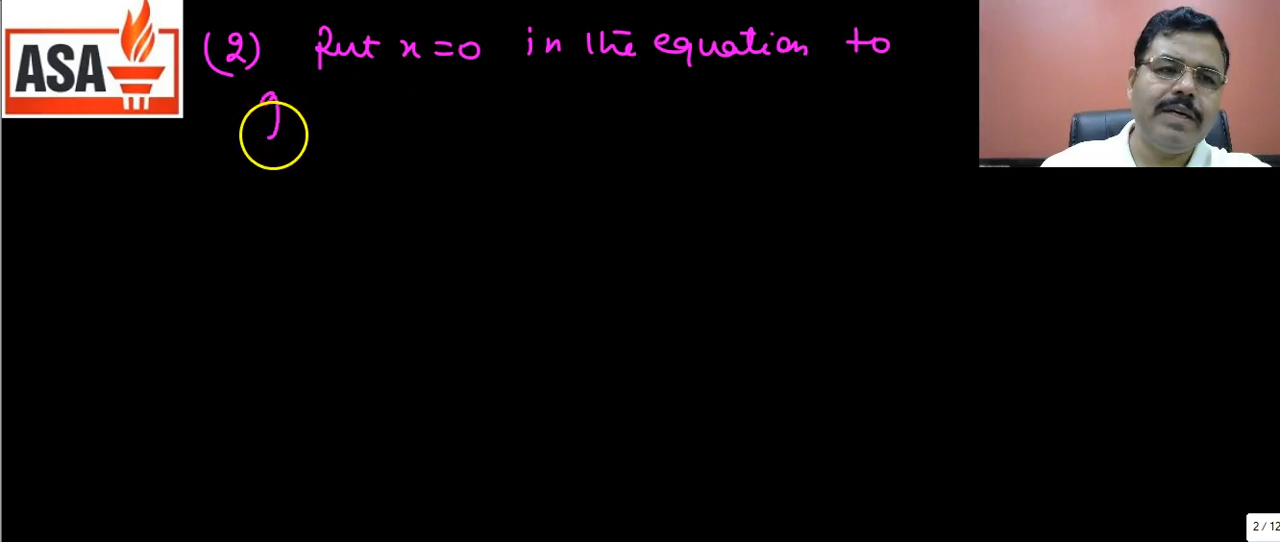 ASA
(2) Put x=0 in the equation to
g
2 / 12